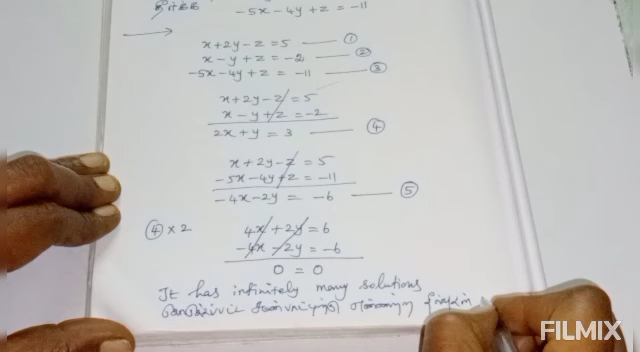 தீர்க்க
-5x - 4y + z = -11
x + 2y - z = 5 — ①
x - y + z = -2 — ②
-5x - 4y + z = -11 — ③
x + 2y - z = 5
x - y + z = -2
2x + y = 3 — ④
x + 2y - z = 5
-5x - 4y + z = -11
-4x - 2y = -6 — ⑤
④ x 2
4x + 2y = 6
-4x - 2y = -6
0 = 0
It has infinitely many solutions
FILMIX